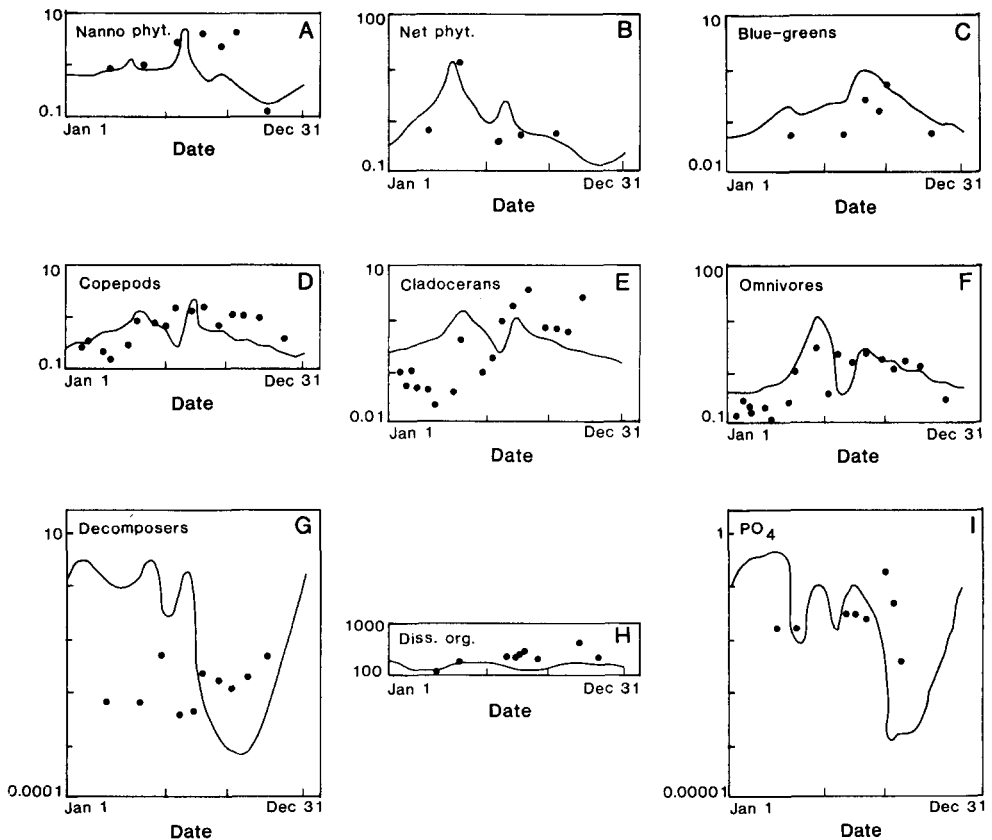 10
Nanno phyt.
A
0.1
Jan 1
Dec 31
Date
100
Net phyt.
B
0.1
Jan 1
Dec 31
Date
10
Blue-greens
C
0.01
Jan 1
Dec 31
Date
10
Copepods
D
0.1
Jan 1
Dec 31
Date
10
Cladocerans
E
0.01
Jan 1
Dec 31
Date
100
Omnivores
F
0.1
Jan 1
Dec 31
Date
10
Decomposers
G
0.0001
Jan 1
Dec 31
Date
1000
Diss. org.
H
100
Jan 1
Dec 31
Date
1
PO4
I
0.00001
Jan 1
Dec 31
Date